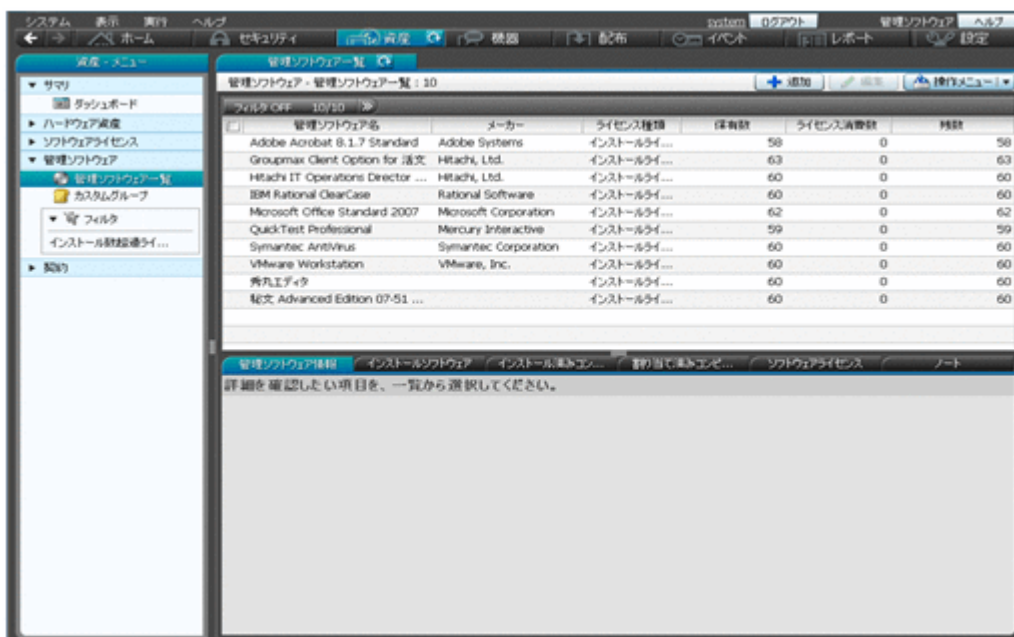 システム 表示 実行 ヘルプ system ログアウト 管理ソフトウェア ヘルプ
ホーム セキュリティ 資産 機器 配布 イベント レポート 設定
資産 - メニュー
▼ サマリ
ダッシュボード
▶ ハードウェア資産
▶ ソフトウェアライセンス
▼ 管理ソフトウェア
管理ソフトウェア一覧
カスタムグループ
▼ フィルタ
インストール数超過ライ...
▶ 契約
管理ソフトウェア一覧
管理ソフトウェア - 管理ソフトウェア一覧 : 10
追加 編集 操作メニュー
フィルタ OFF 10/10
管理ソフトウェア名 メーカー ライセンス種類 保有数 ライセンス消費数 残数
Adobe Acrobat 8.1.7 Standard Adobe Systems インストールライ... 58 0 58
Groupmax Client Option for 活文 Hitachi, Ltd. インストールライ... 63 0 63
Hitachi IT Operations Director ... Hitachi, Ltd. インストールライ... 60 0 60
IBM Rational ClearCase Rational Software インストールライ... 60 0 60
Microsoft Office Standard 2007 Microsoft Corporation インストールライ... 62 0 62
QuickTest Professional Mercury Interactive インストールライ... 59 0 59
Symantec AntiVirus Symantec Corporation インストールライ... 60 0 60
VMware Workstation VMware, Inc. インストールライ... 60 0 60
秀丸エディタ インストールライ... 60 0 60
秘文 Advanced Edition 07-51 ... インストールライ... 60 0 60
管理ソフトウェア情報 インストールソフトウェア インストール済みコン... 割り当て済みコンピ... ソフトウェアライセンス ノート
詳細を確認したい項目を、一覧から選択してください。